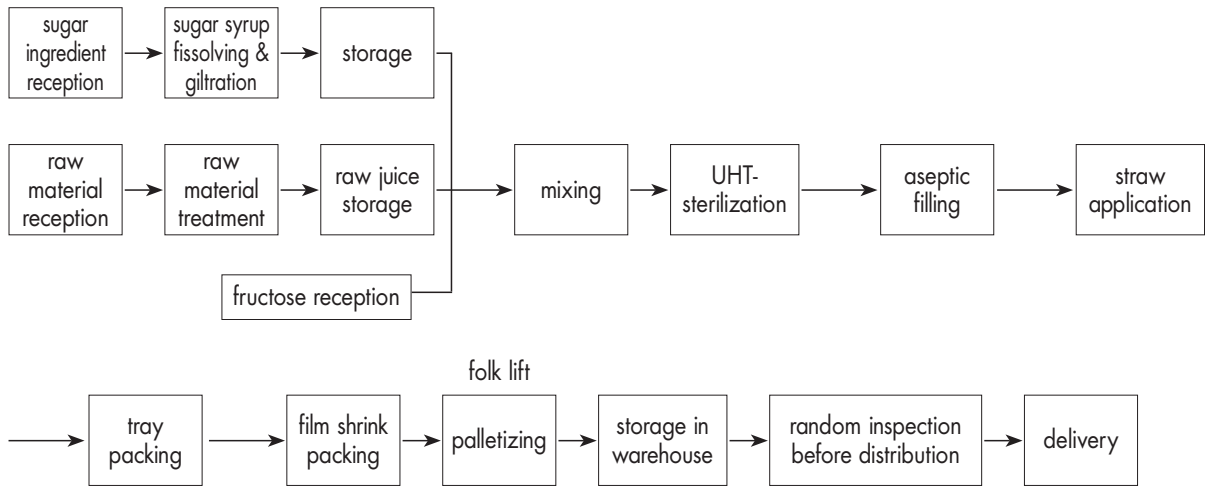 sugar
ingredient
reception
sugar syrup
fissolving &
giltration
storage
raw
material
reception
raw
material
treatment
raw juice
storage
mixing
UHT-
sterilization
aseptic
filling
straw
application
fructose reception
folk lift
tray
packing
film shrink
packing
palletizing
storage in
warehouse
random inspection
before distribution
delivery